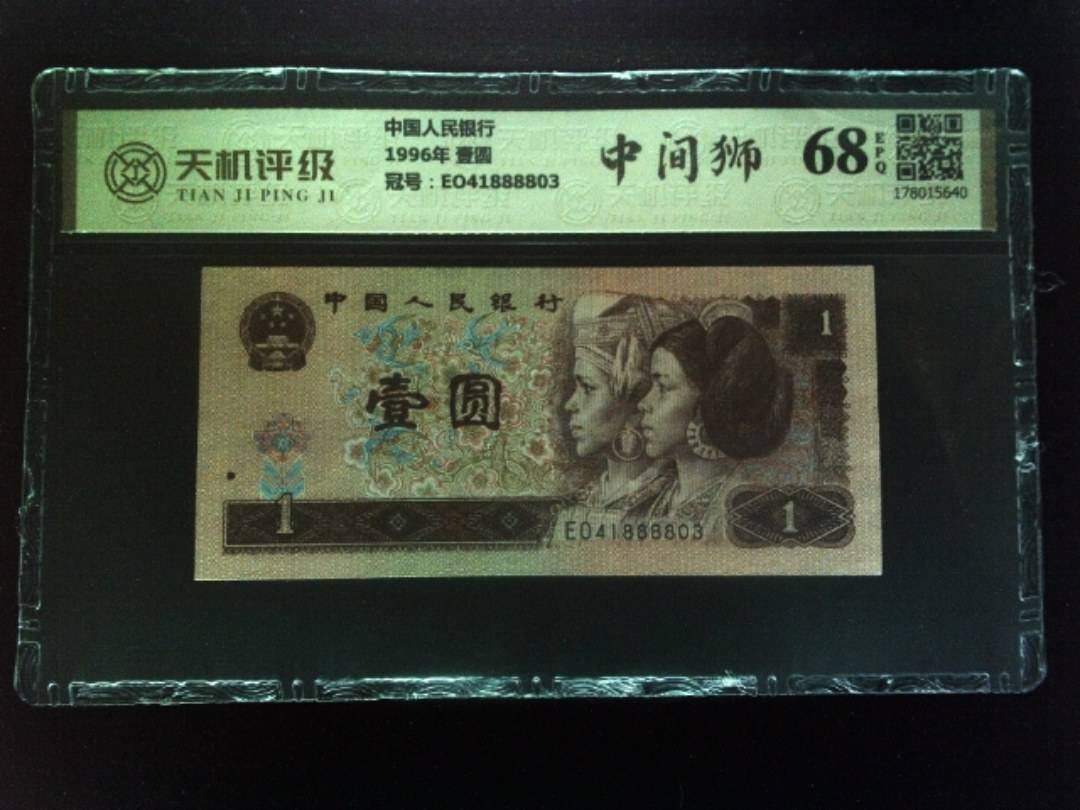 天机评级
TIAN JI PING JI
中国人民银行
1996年 壹圆
冠号：EO41888803
中间狮
68
EPQ
178015640
中国人民银行
壹圆
1
1
EO41888803
1